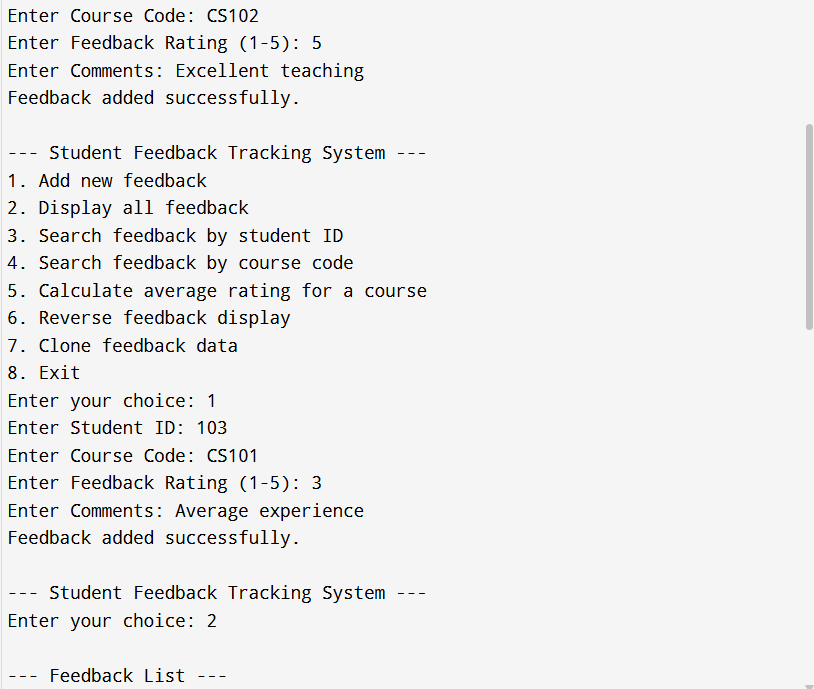 Enter Course Code: CS102
Enter Feedback Rating (1-5): 5
Enter Comments: Excellent teaching
Feedback added successfully.

--- Student Feedback Tracking System ---
1. Add new feedback
2. Display all feedback
3. Search feedback by student ID
4. Search feedback by course code
5. Calculate average rating for a course
6. Reverse feedback display
7. Clone feedback data
8. Exit
Enter your choice: 1
Enter Student ID: 103
Enter Course Code: CS101
Enter Feedback Rating (1-5): 3
Enter Comments: Average experience
Feedback added successfully.

--- Student Feedback Tracking System ---
Enter your choice: 2

--- Feedback List ---